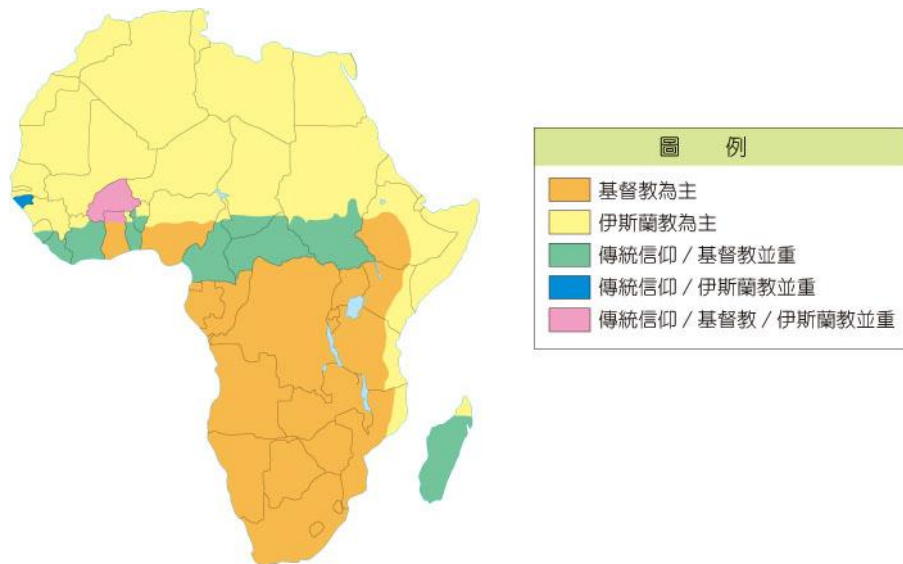 圖 例
基督教為主
伊斯蘭教為主
傳統信仰/基督教並重
傳統信仰/伊斯蘭教並重
傳統信仰/基督教/伊斯蘭教並重